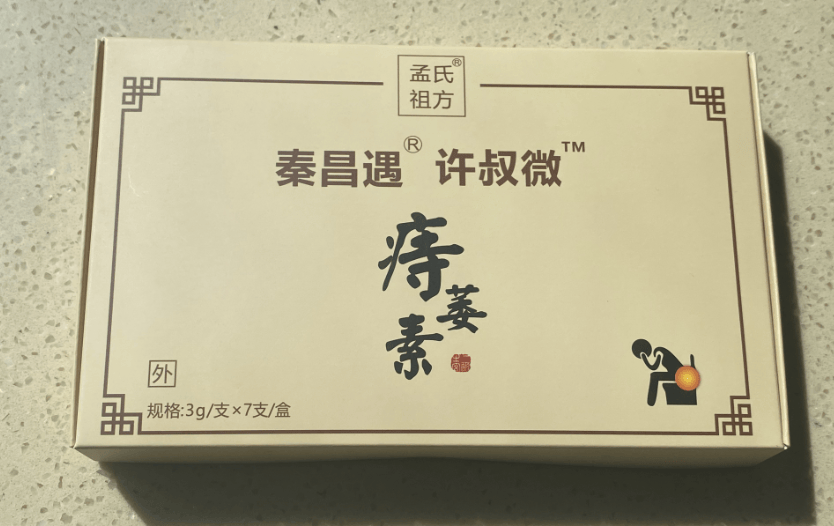 孟氏®
祖方
秦昌遇® 许叔微™
痔
萎
素
外
规格:3g/支×7支/盒